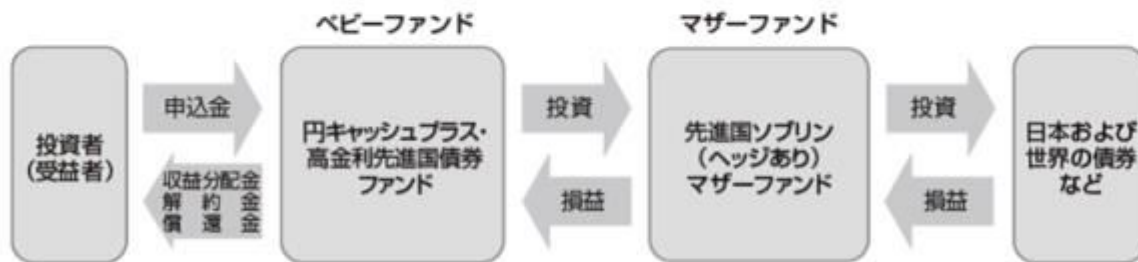 ベビーファンド
マザーファンド
投資者
（受益者）
申込金
収益分配金
解約金
償還金
円キャッシュプラス・
高金利先進国債券
ファンド
投資
損益
先進国ソブリン
（ヘッジあり）
マザーファンド
投資
損益
日本および
世界の債券
など